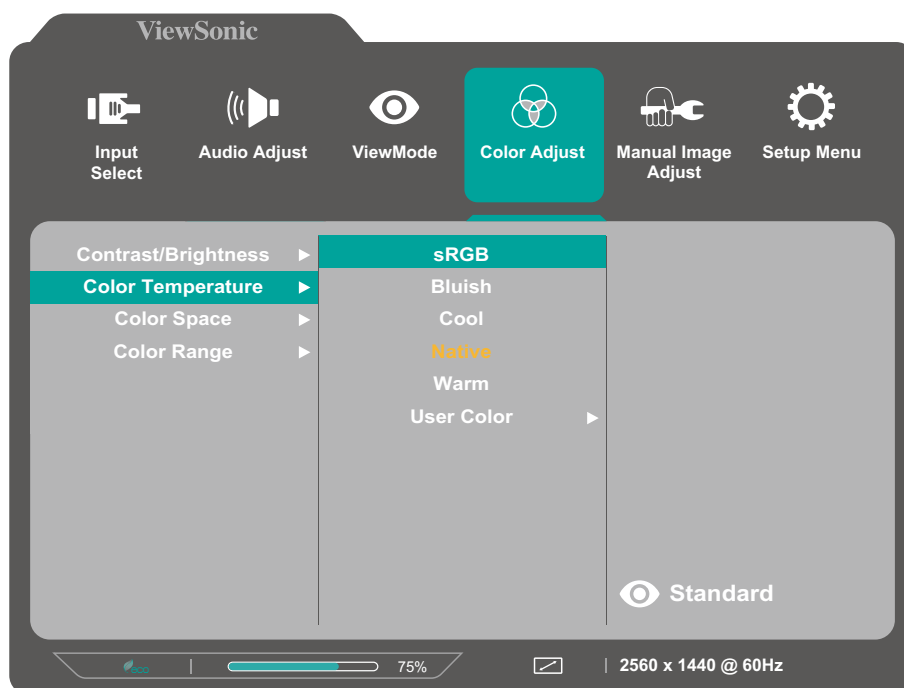 ViewSonic
Input Select
Audio Adjust
ViewMode
Color Adjust
Manual Image Adjust
Setup Menu
Contrast/Brightness
Color Temperature
Color Space
Color Range
sRGB
Bluish
Cool
Native
Warm
User Color
Standard
eco
75%
2560 x 1440 @ 60Hz